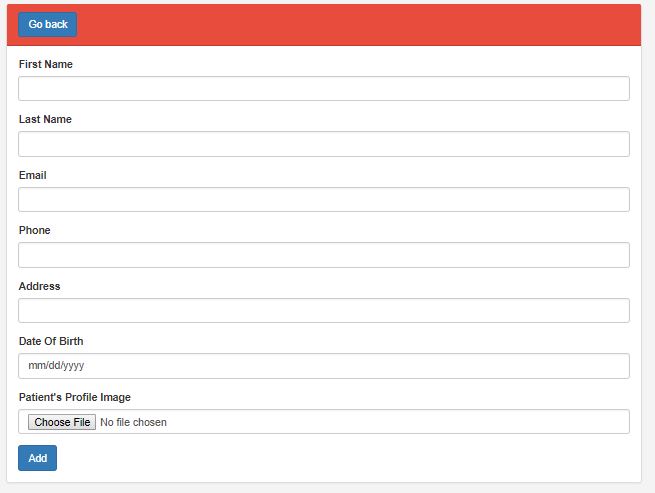 Go back
First Name
Last Name
Email
Phone
Address
Date Of Birth
mm/dd/yyyy
Patient's Profile Image
Choose File No file chosen
Add